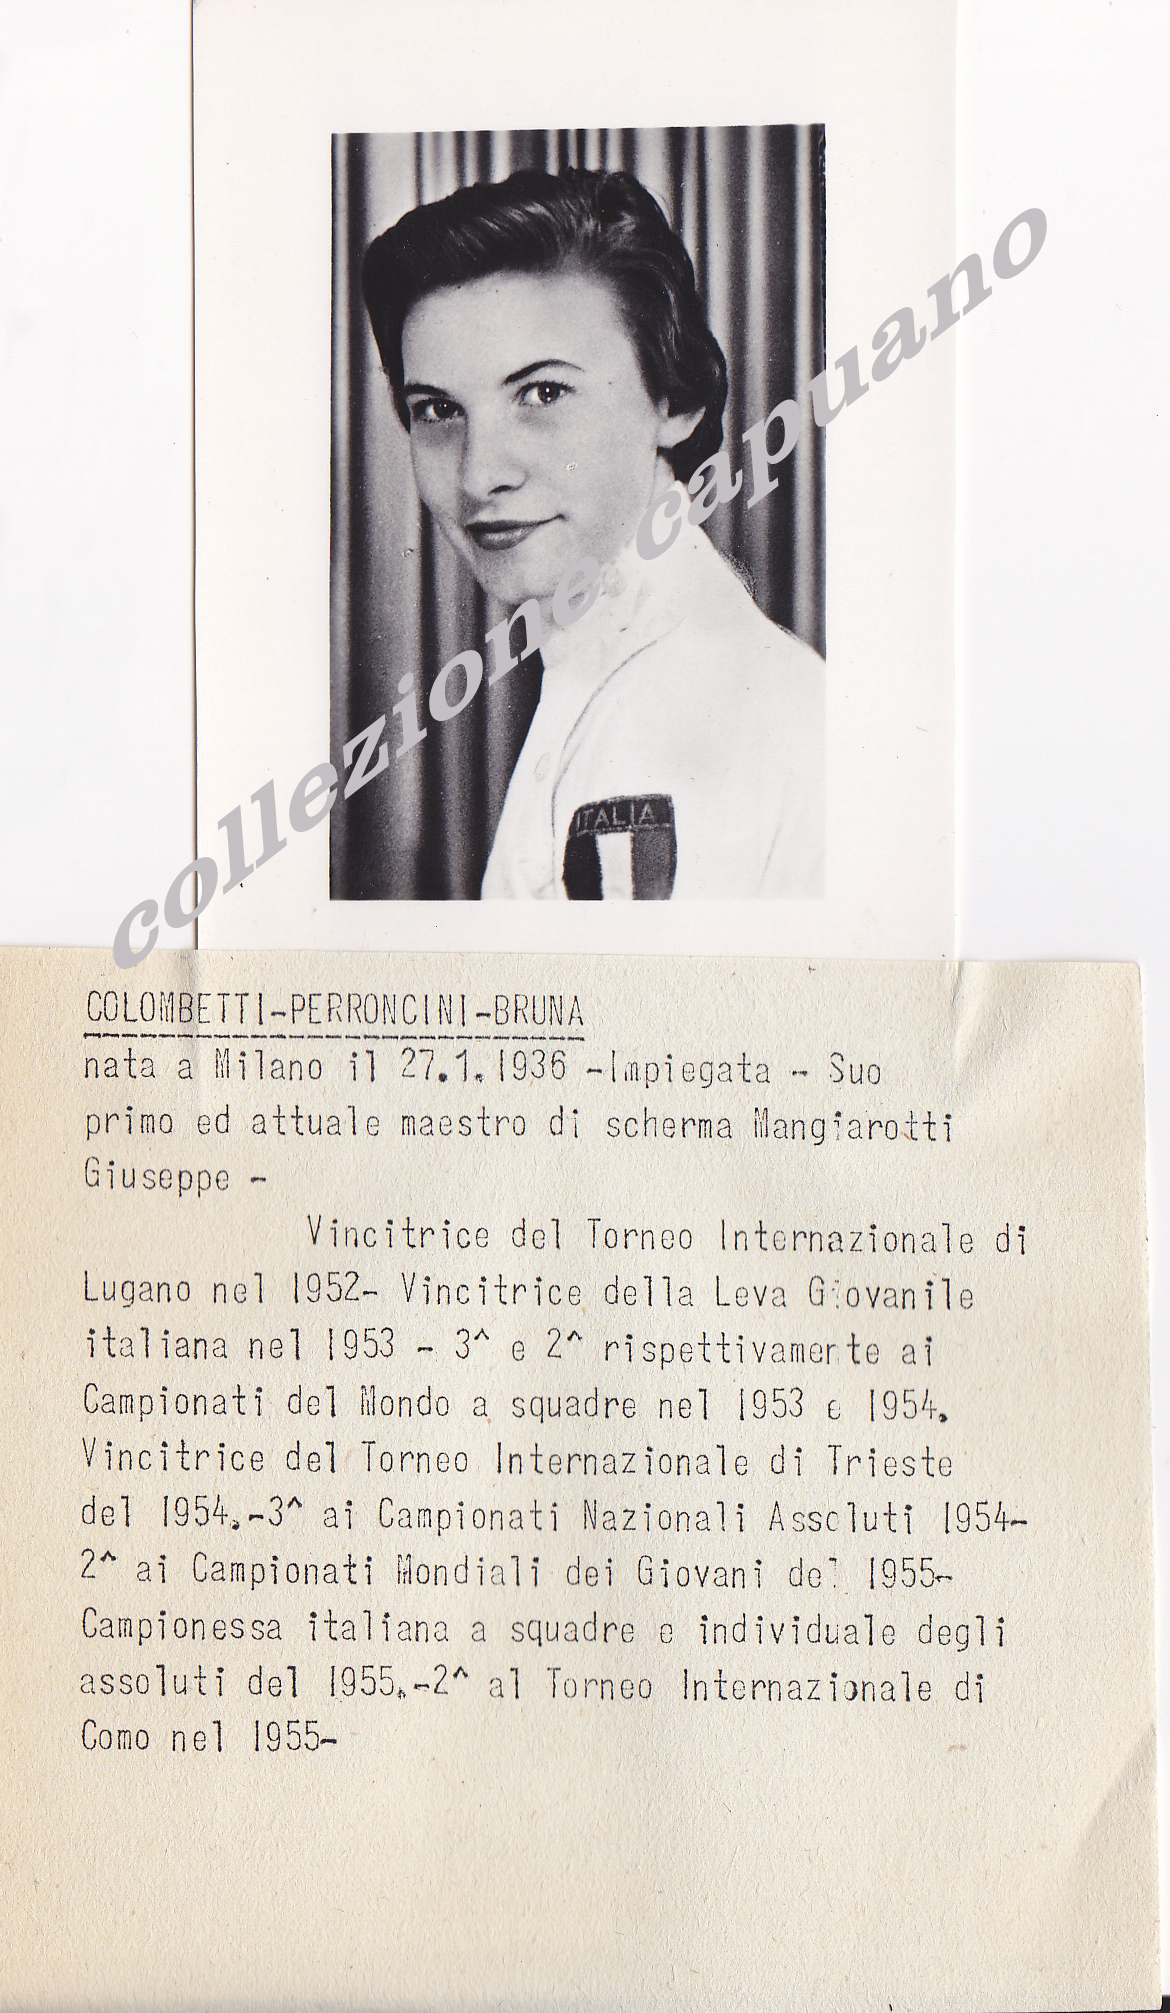 ITALIA
collezione capuano
COLOMBETTI-PERRONCINI-BRUNA
nata a Milano il 27.1.1936 -Impiegata - Suo
primo ed attuale maestro di scherma Mangiarotti
Giuseppe -
Vincitrice del Torneo Internazionale di
Lugano nel 1952- Vincitrice della Leva Giovanile
italiana nel 1953 - 3^ e 2^ rispettivamente ai
Campionati del Mondo a squadre nel 1953 e 1954.
Vincitrice del Torneo Internazionale di Trieste
del 1954.-3^ ai Campionati Nazionali Assoluti 1954-
2^ ai Campionati Mondiali dei Giovani del 1955-
Campionessa italiana a squadre e individuale degli
assoluti del 1955.-2^ al Torneo Internazionale di
Como nel 1955-